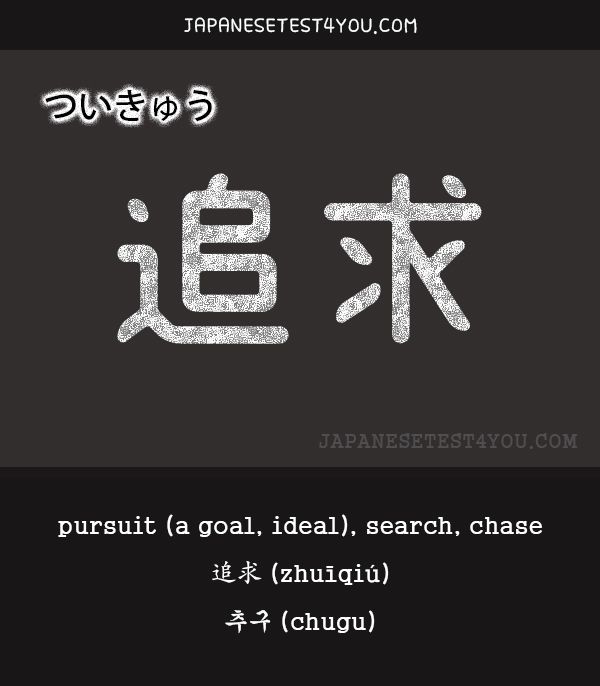 JAPANESETEST4YOU.COM
ついきゅう
追求
JAPANESETEST4YOU.COM
pursuit (a goal, ideal), search, chase
追求 (zhuīqiú)
추구 (chugu)